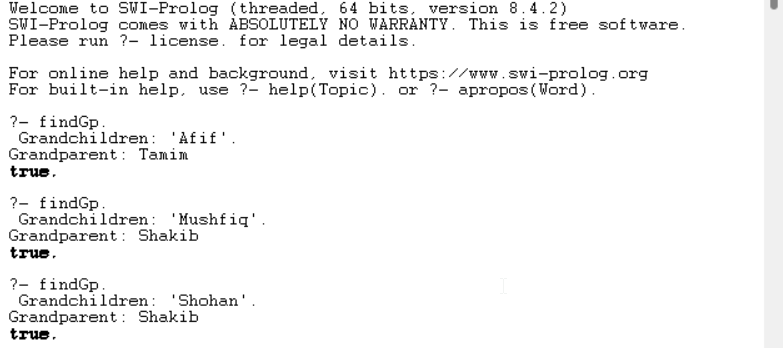 Welcome to SWI-Prolog (threaded, 64 bits, version 8.4.2)
SWI-Prolog comes with ABSOLUTELY NO WARRANTY. This is free software.
Please run ?- license. for legal details.
For online help and background, visit https://www.swi-prolog.org
For built-in help, use ?- help(Topic). or ?- apropos(Word).
?- findGp.
Grandchildren: 'Afif'.
Grandparent: Tamim
true.
?- findGp.
Grandchildren: 'Mushfiq'.
Grandparent: Shakib
true.
?- findGp.
Grandchildren: 'Shohan'.
Grandparent: Shakib
true.